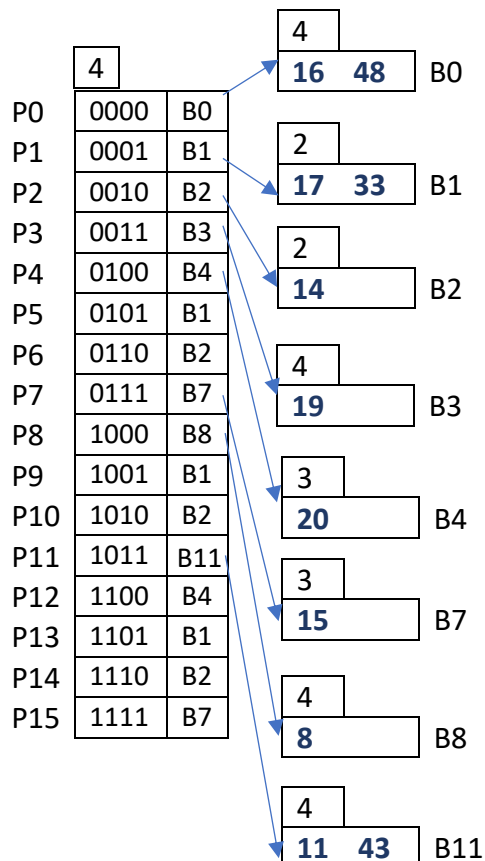 4
P0 0000 B0
P1 0001 B1
P2 0010 B2
P3 0011 B3
P4 0100 B4
P5 0101 B1
P6 0110 B2
P7 0111 B7
P8 1000 B8
P9 1001 B1
P10 1010 B2
P11 1011 B11
P12 1100 B4
P13 1101 B1
P14 1110 B2
P15 1111 B7
4
16 48 B0
2
17 33 B1
2
14 B2
4
19 B3
3
20 B4
3
15 B7
4
8 B8
4
11 43 B11